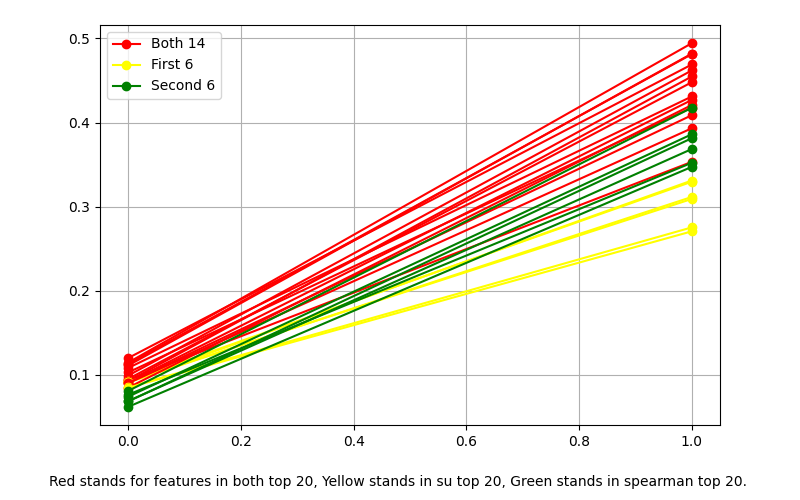 0.5
0.4
0.3
0.2
0.1
Both 14
First 6
Second 6
0.0 0.2 0.4 0.6 0.8 1.0
Red stands for features in both top 20, Yellow stands in su top 20, Green stands in spearman top 20.